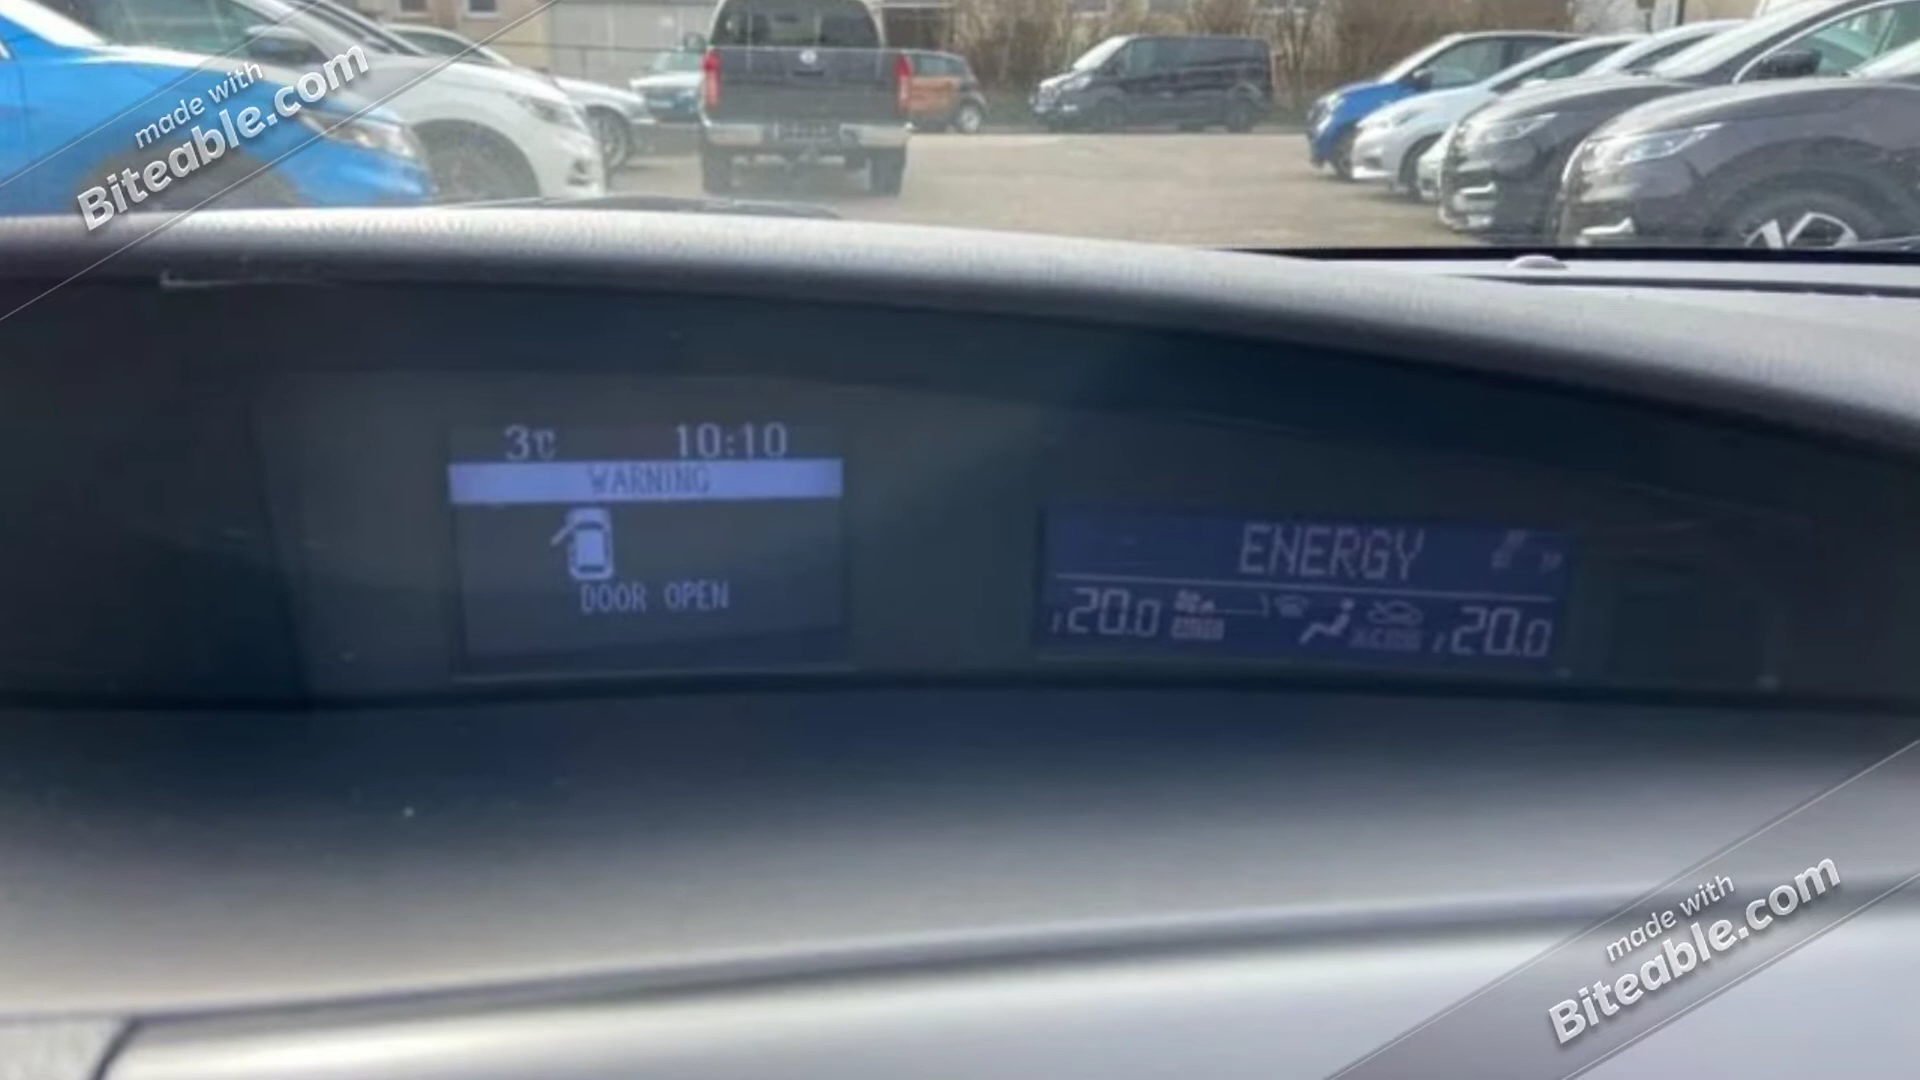 made with
Biteable.com
3℃ 10:10
WARNING
DOOR OPEN
ENERGY
20.0 20.0
made with
Biteable.com